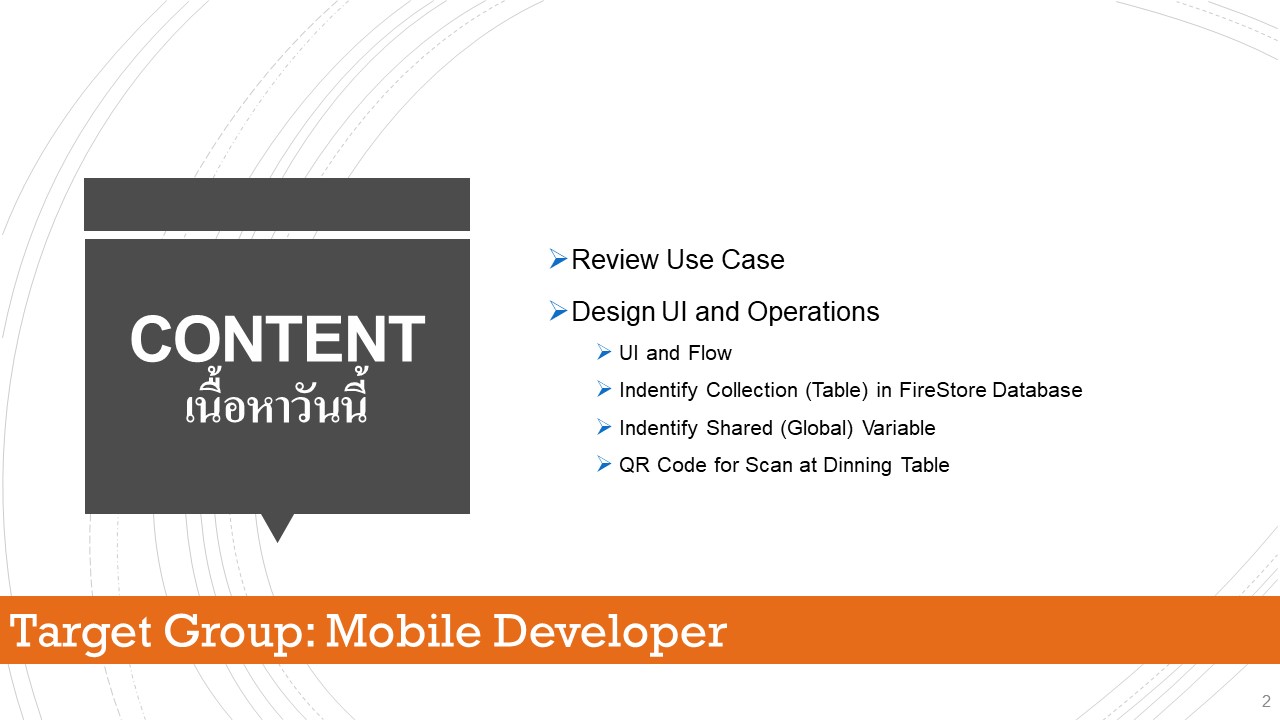 CONTENT
เนื้อหาวันนี้
Review Use Case
Design UI and Operations
UI and Flow
Indentify Collection (Table) in FireStore Database
Indentify Shared (Global) Variable
QR Code for Scan at Dinning Table
Target Group: Mobile Developer
2